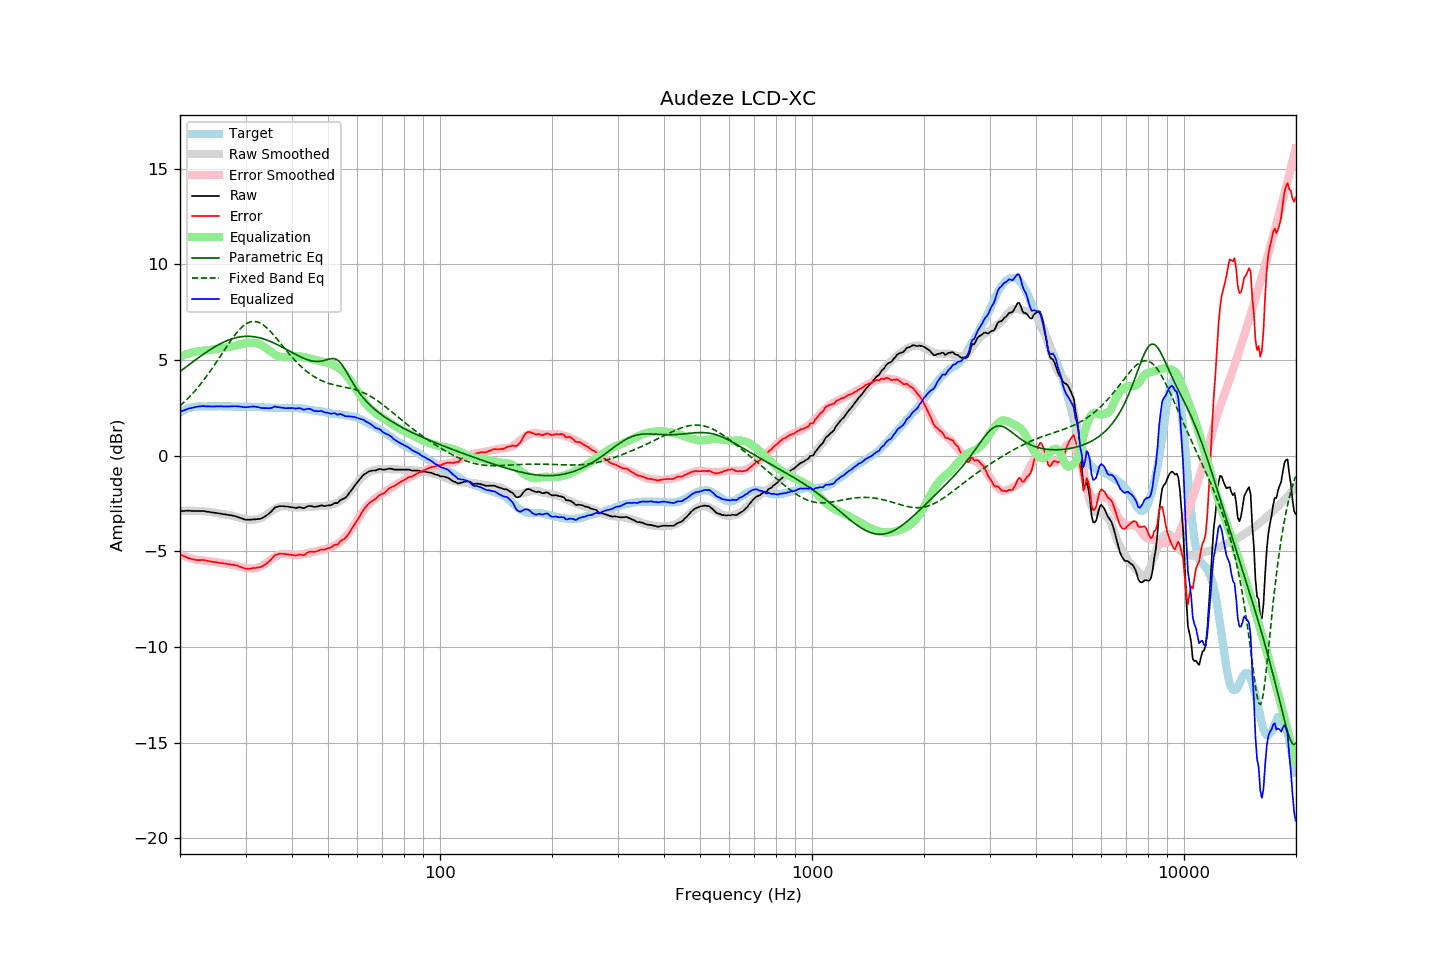 Audeze LCD-XC
Target
Raw Smoothed
Error Smoothed
Raw
Error
Equalization
Parametric Eq
Fixed Band Eq
Equalized
15
10
5
0
−5
−10
−15
−20
Amplitude (dBr)
100
1000
10000
Frequency (Hz)